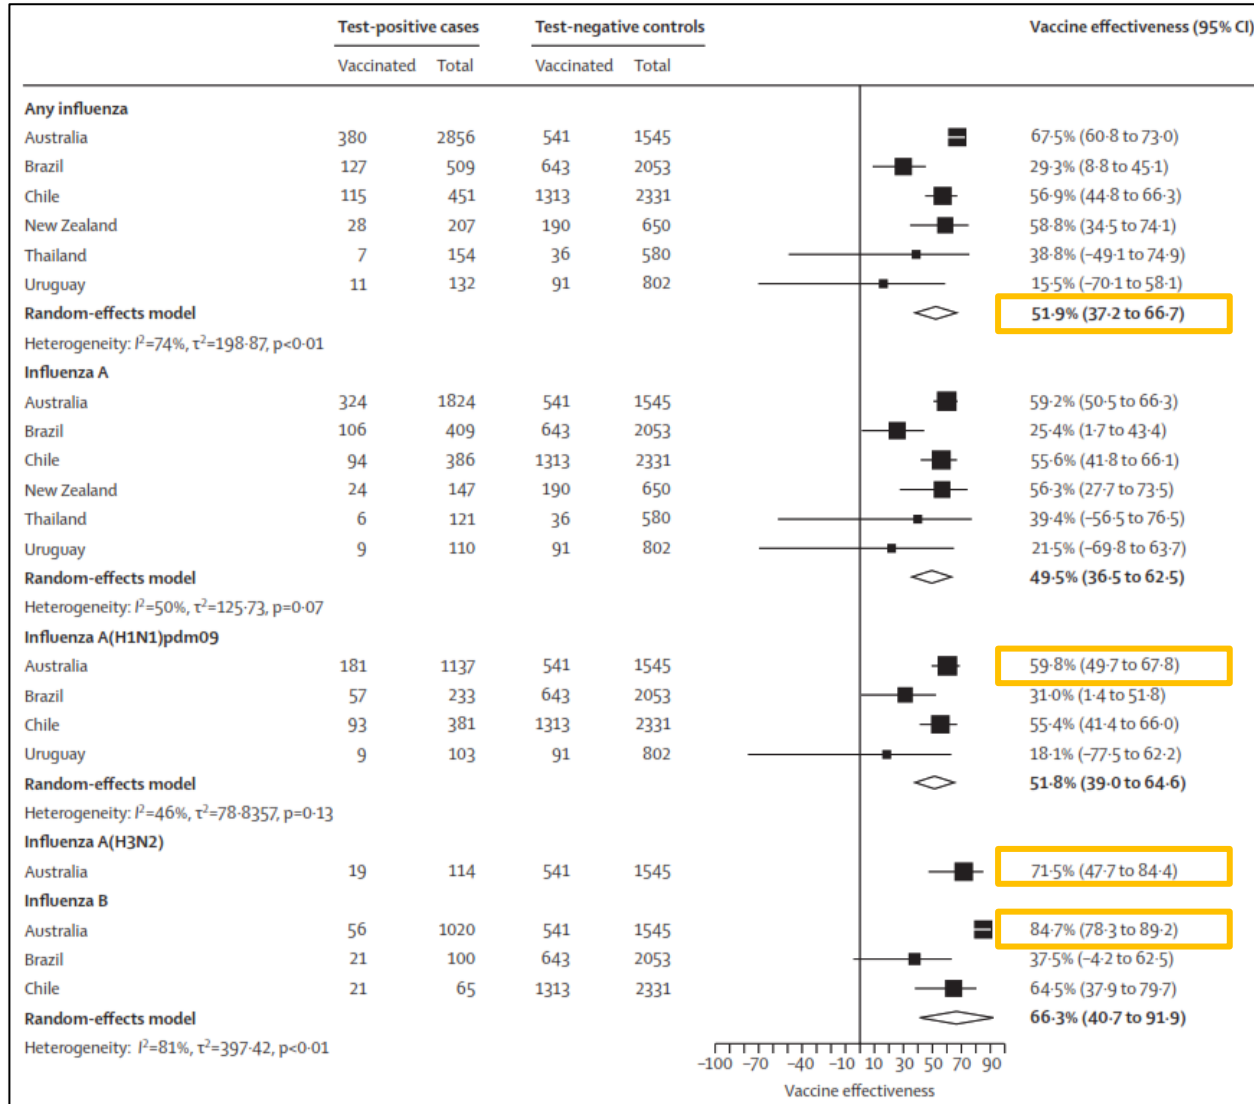 Test-positive cases Test-negative controls Vaccine effectiveness (95% CI)
Vaccinated Total Vaccinated Total
Any influenza
Australia 380 2856 541 1545 67·5% (60·8 to 73·0)
Brazil 127 509 643 2053 29·3% (8·8 to 45·1)
Chile 115 451 1313 2331 56·9% (44·8 to 66·3)
New Zealand 28 207 190 650 58·8% (34·5 to 74·1)
Thailand 7 154 36 580 38·8% (−49·1 to 74·9)
Uruguay 11 132 91 802 15·5% (−70·1 to 58·1)
Random-effects model 51·9% (37·2 to 66·7)
Heterogeneity: I²=74%, τ²=198·87, p<0·01
Influenza A
Australia 324 1824 541 1545 59·2% (50·5 to 66·3)
Brazil 106 409 643 2053 25·4% (1·7 to 43·4)
Chile 94 386 1313 2331 55·6% (41·8 to 66·1)
New Zealand 24 147 190 650 56·3% (27·7 to 73·5)
Thailand 6 121 36 580 39·4% (−56·5 to 76·5)
Uruguay 9 110 91 802 21·5% (−69·8 to 63·7)
Random-effects model 49·5% (36·5 to 62·5)
Heterogeneity: I²=50%, τ²=125·73, p=0·07
Influenza A(H1N1)pdm09
Australia 181 1137 541 1545 59·8% (49·7 to 67·8)
Brazil 57 233 643 2053 31·0% (1·4 to 51·8)
Chile 93 381 1313 2331 55·4% (41·4 to 66·0)
Uruguay 9 103 91 802 18·1% (−77·5 to 62·2)
Random-effects model 51·8% (39·0 to 64·6)
Heterogeneity: I²=46%, τ²=78·8357, p=0·13
Influenza A(H3N2)
Australia 19 114 541 1545 71·5% (47·7 to 84·4)
Influenza B
Australia 56 1020 541 1545 84·7% (78·3 to 89·2)
Brazil 21 100 643 2053 37·5% (−4·2 to 62·5)
Chile 21 65 1313 2331 64·5% (37·9 to 79·7)
Random-effects model 66·3% (40·7 to 91·9)
Heterogeneity: I²=81%, τ²=397·42, p<0·01
−100 −70 −40 −10 10 30 50 70 90
Vaccine effectiveness